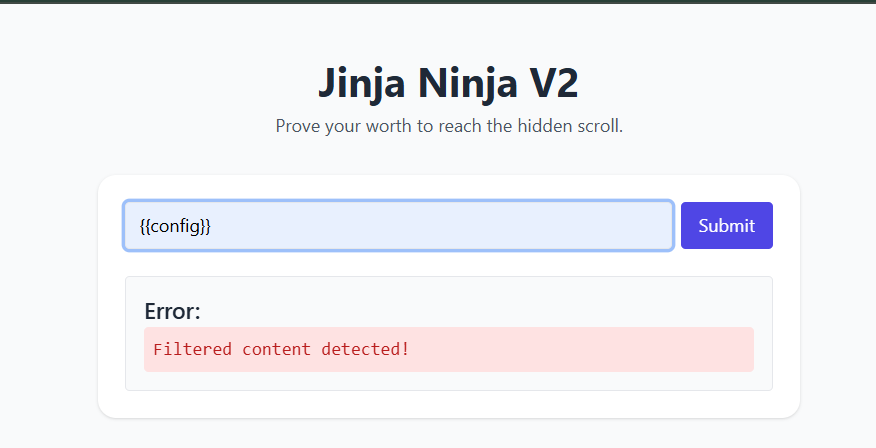 Jinja Ninja V2
Prove your worth to reach the hidden scroll.
{{config}}
Submit
Error:
Filtered content detected!